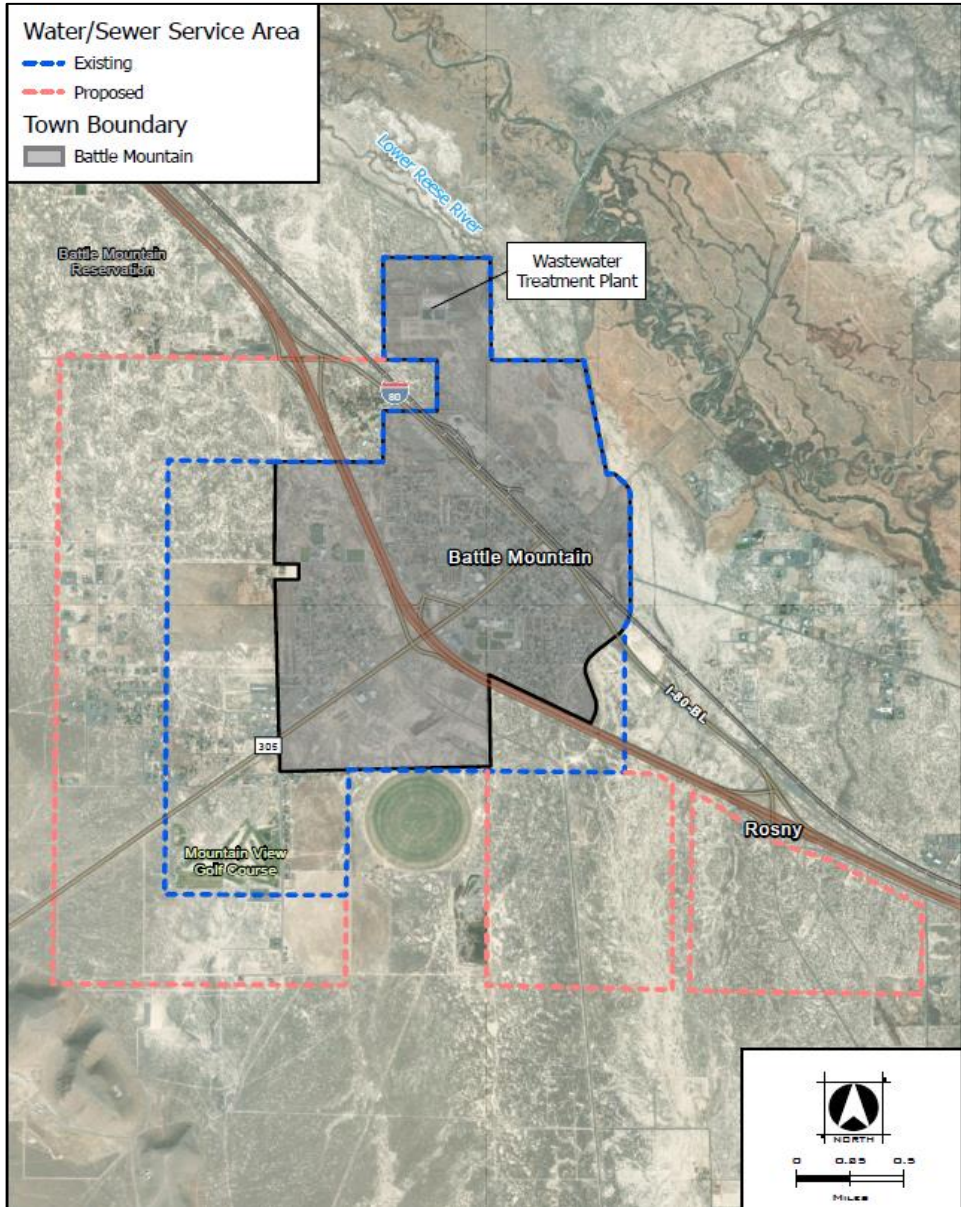 Water/Sewer Service Area
Existing
Proposed
Town Boundary
Battle Mountain
Lower Reese River
Battle Mountain
Reservation
Wastewater
Treatment Plant
80
Battle Mountain
I-80-BL
305
Rosny
Mountain View
Golf Course
NORTH
0 0.25 0.5
MILES